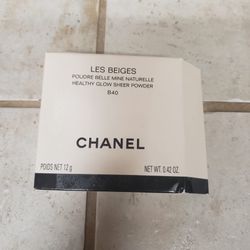 LES BEIGES
POUDRE BELLE MINE NATURELLE
HEALTHY GLOW SHEER POWDER
B40
CHANEL
POIDS NET 12 g NET WT. 0.42 OZ.